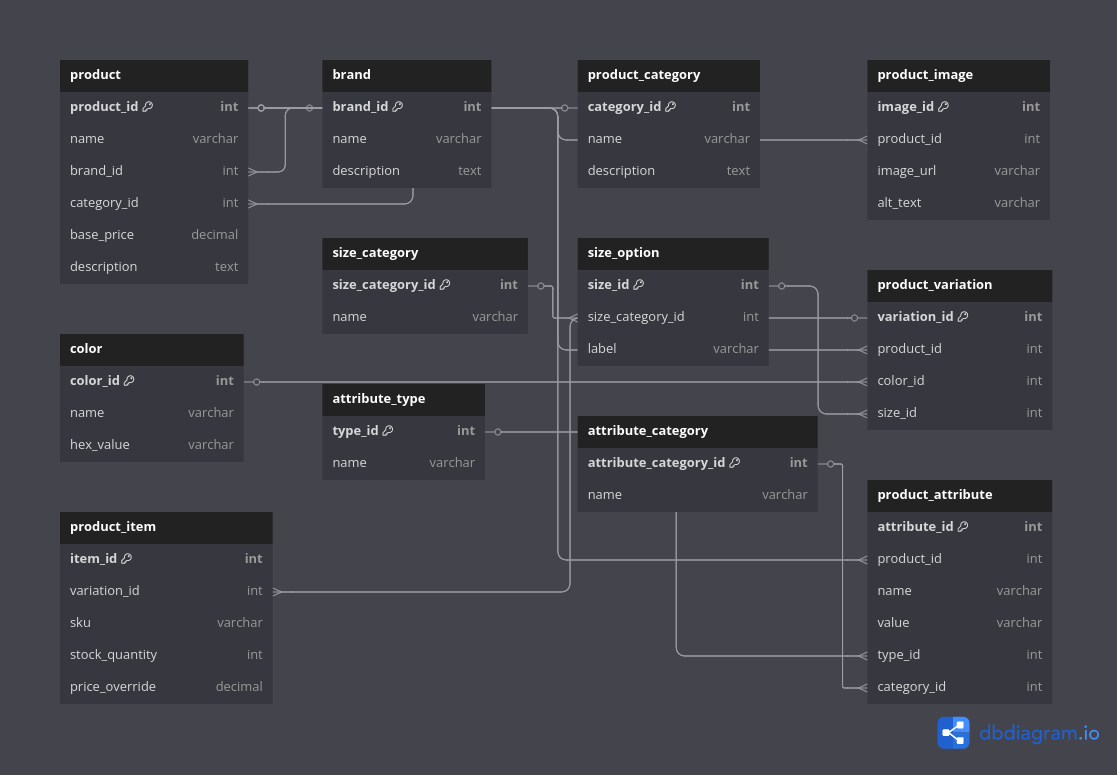 product
product_id int
name varchar
brand_id int
category_id int
base_price decimal
description text
brand
brand_id int
name varchar
description text
product_category
category_id int
name varchar
description text
product_image
image_id int
product_id int
image_url varchar
alt_text varchar
size_category
size_category_id int
name varchar
size_option
size_id int
size_category_id int
label varchar
product_variation
variation_id int
product_id int
color_id int
size_id int
color
color_id int
name varchar
hex_value varchar
attribute_type
type_id int
name varchar
attribute_category
attribute_category_id int
name varchar
product_attribute
attribute_id int
product_id int
name varchar
value varchar
type_id int
category_id int
product_item
item_id int
variation_id int
sku varchar
stock_quantity int
price_override decimal
dbdiagram.io